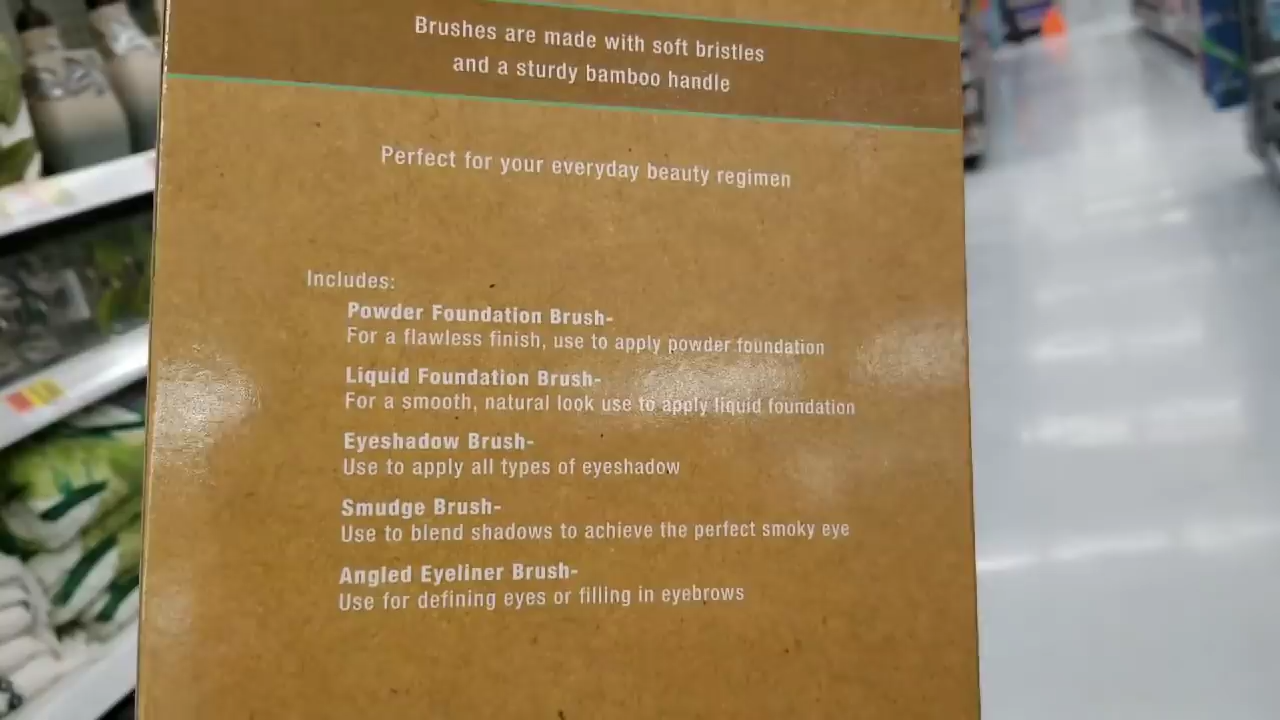 Brushes are made with soft bristles
and a sturdy bamboo handle
Perfect for your everyday beauty regimen
Includes:
Powder Foundation Brush-
For a flawless finish, use to apply powder foundation
Liquid Foundation Brush-
For a smooth, natural look use to apply liquid foundation
Eyeshadow Brush-
Use to apply all types of eyeshadow
Smudge Brush-
Use to blend shadows to achieve the perfect smoky eye
Angled Eyeliner Brush-
Use for defining eyes or filling in eyebrows